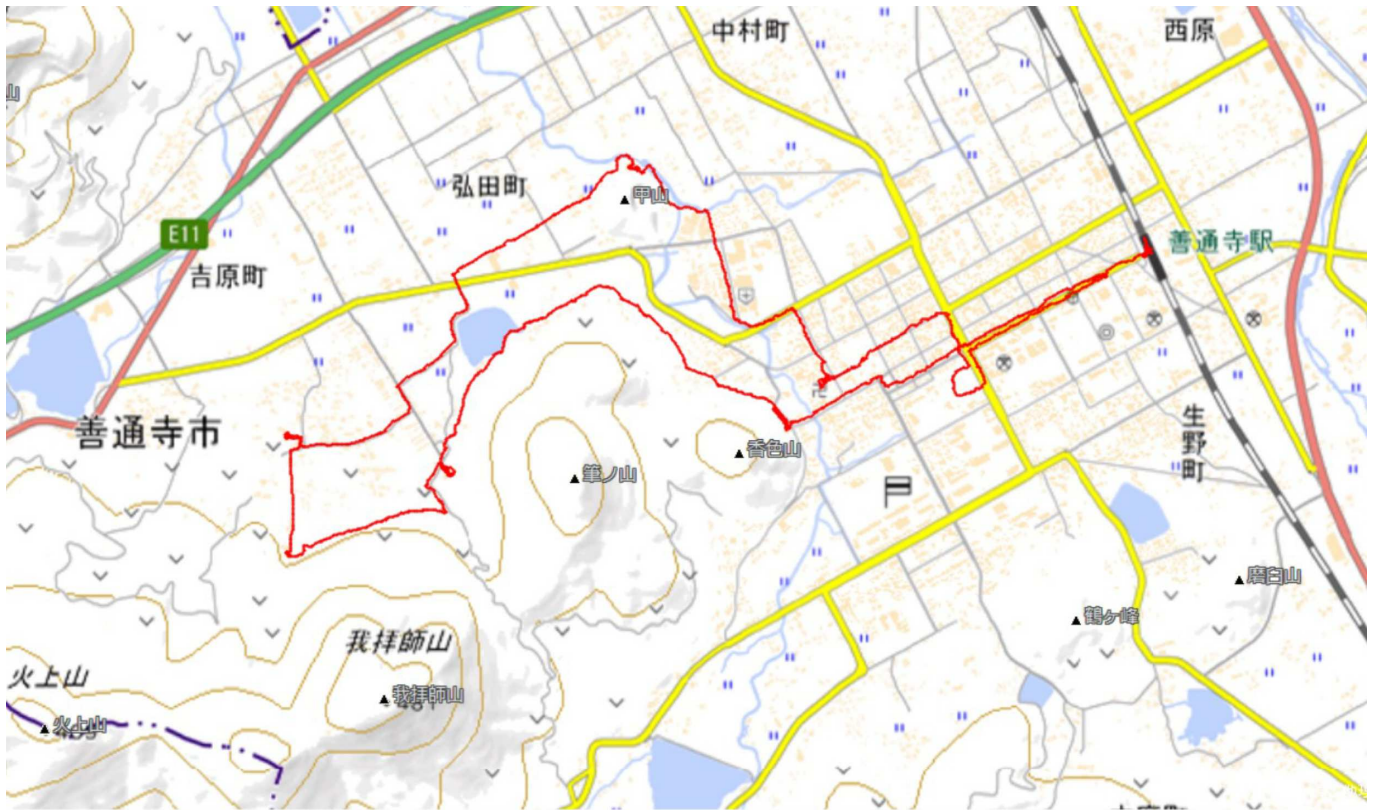 中村町
西原
山
弘田町
甲山
E11
吉原町
善通寺駅
善通寺市
香色山
筆ノ山
生野町
磨臼山
鶴ヶ峰
我拝師山
我拝師山
481
火上山
火上山